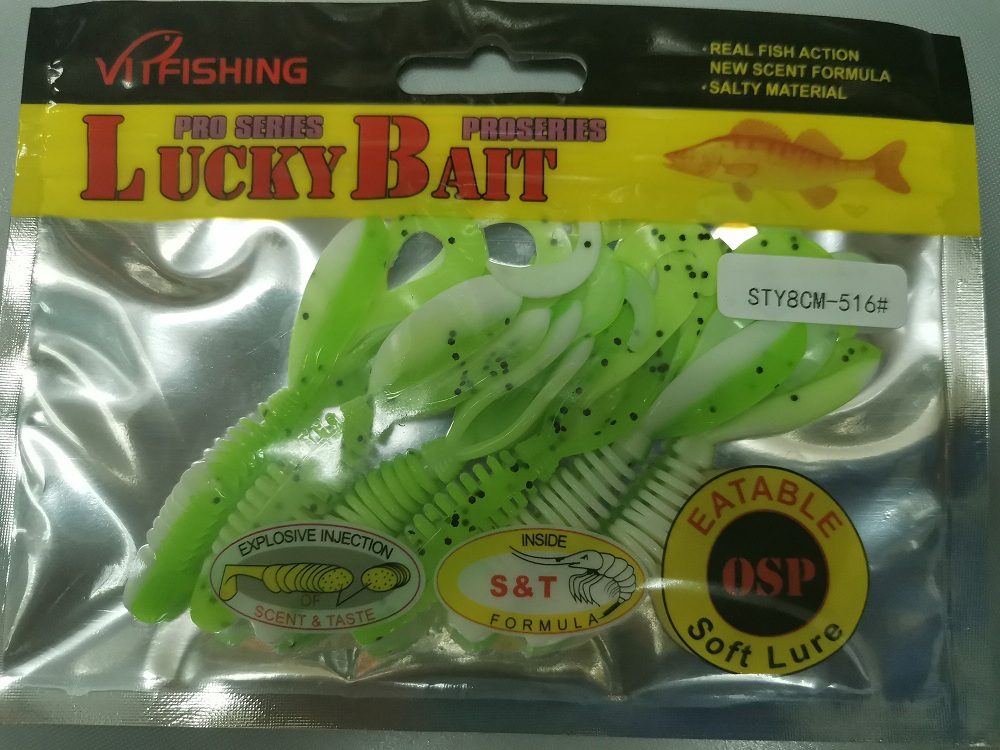 VITFISHING
·REAL FISH ACTION
NEW SCENT FORMULA
·SALTY MATERIAL
PRO SERIES PROSERIES
LUCKY BAIT
STY8CM-516#
EXPLOSIVE INJECTION
OF
SCENT & TASTE
INSIDE
S&T
FORMULA
EATABLE
OSP
Soft Lure